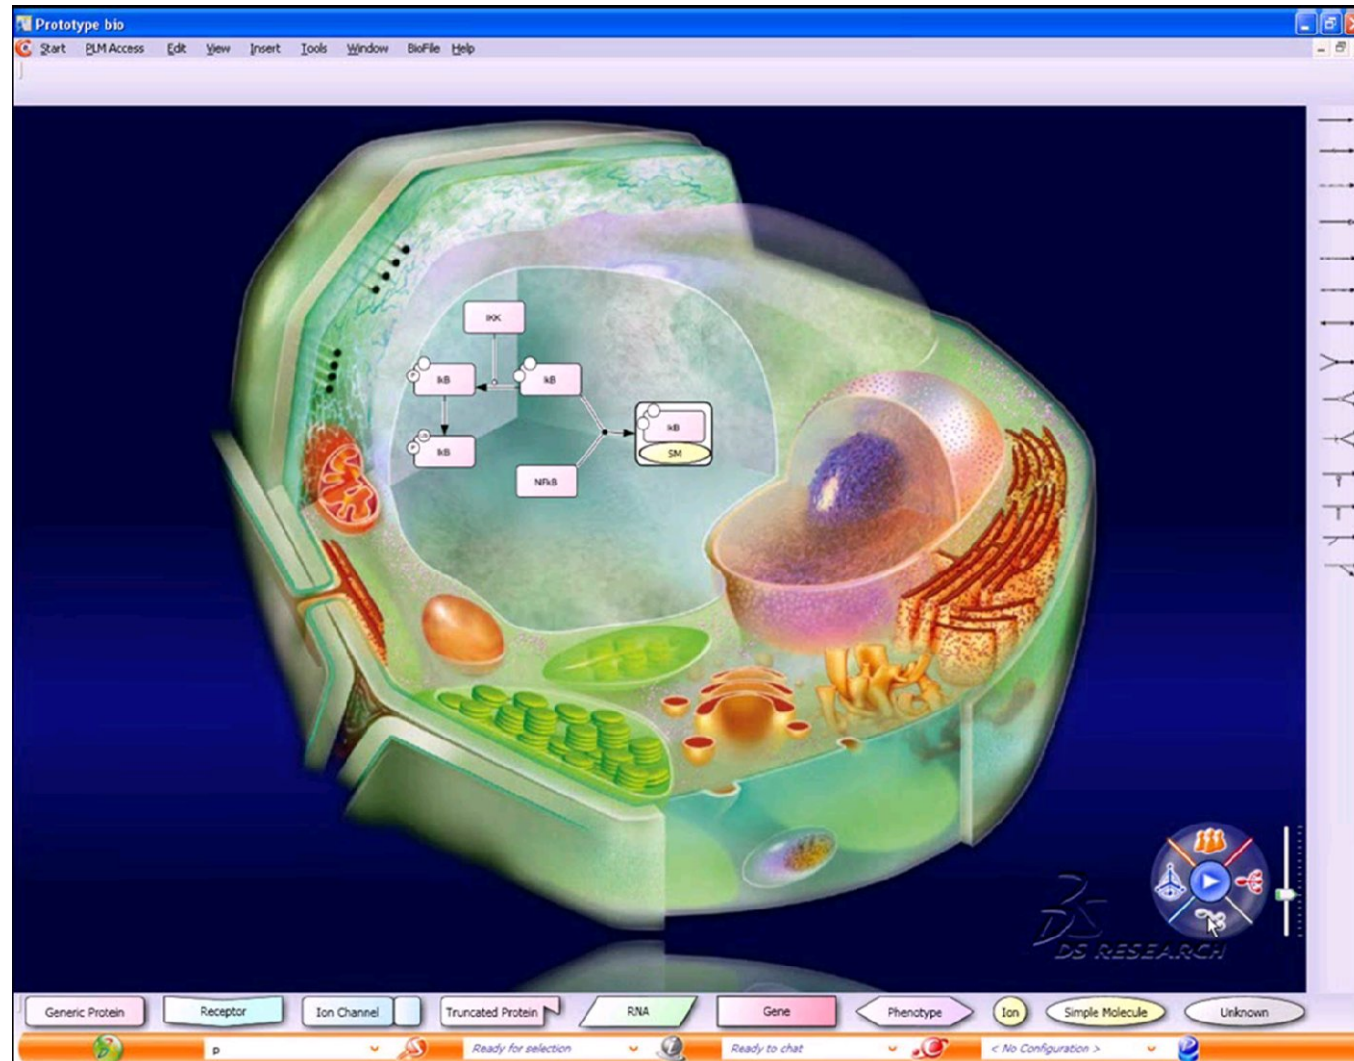 Prototype bio
Start PLM Access Edit View Insert Tools Window BioFile Help
IKK
IkB
IkB
IkB
IkB
SM
NFkB
DS RESEARCH
Generic Protein
Receptor
Ion Channel
Truncated Protein
RNA
Gene
Phenotype
Ion
Simple Molecule
Unknown
p
Ready for selection
Ready to chat
< No Configuration >